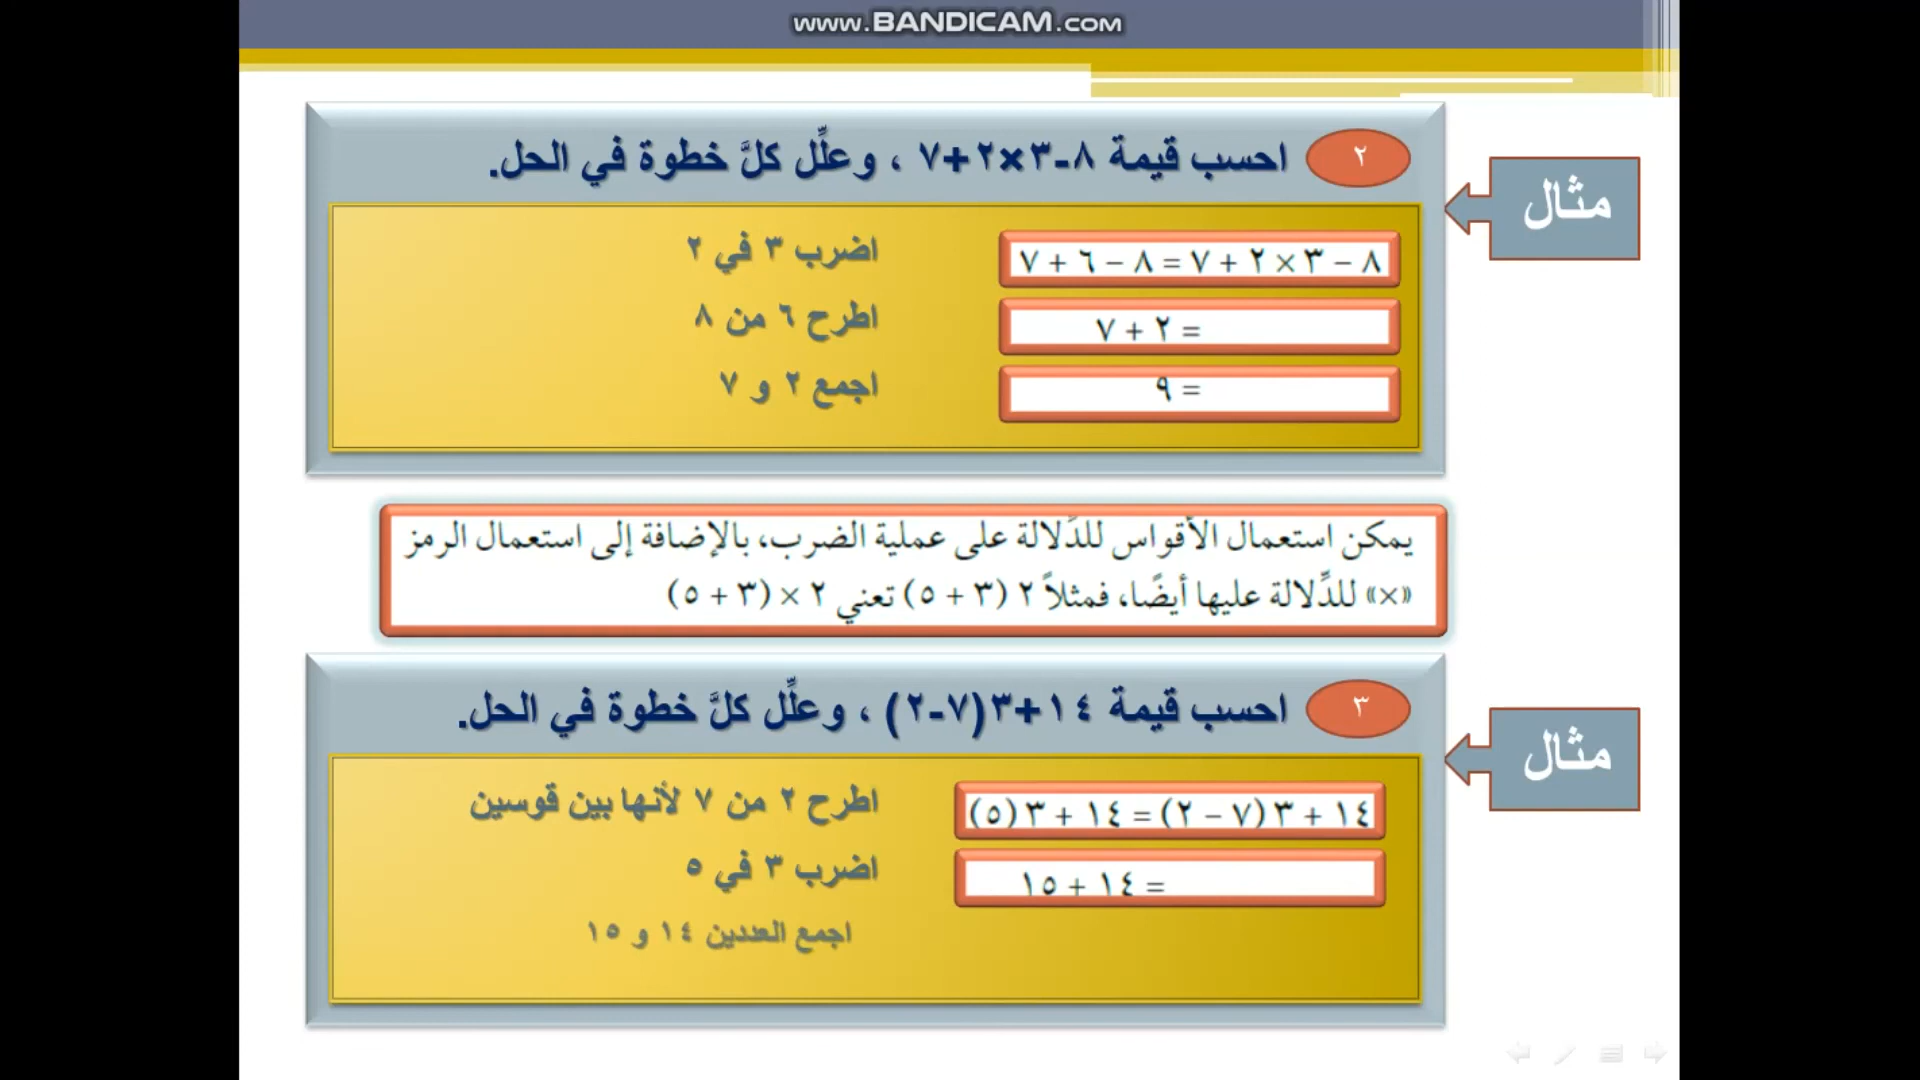 www.BANDICAM.com
٢
احسب قيمة ٨-٣×٢+٧ ، وعلِّل كلَّ خطوة في الحل.
مثال
٨ − ٣ × ٢ + ٧ = ٨ − ٦ + ٧
اضرب ٣ في ٢
= ٢ + ٧
اطرح ٦ من ٨
= ٩
اجمع ٢ و ٧
يمكن استعمال الأقواس للدِّلالة على عملية الضرب، بالإضافة إلى استعمال الرمز
«×» للدِّلالة عليها أيضًا، فمثلاً ٢ (٣ + ٥) تعني ٢ × (٣ + ٥)
٣
احسب قيمة ١٤+٣(٧-٢) ، وعلِّل كلَّ خطوة في الحل.
مثال
١٤ + ٣ (٧ − ٢) = ١٤ + ٣ (٥)
اطرح ٢ من ٧ لأنها بين قوسين
= ١٤ + ١٥
اضرب ٣ في ٥
اجمع العددين ١٤ و ١٥